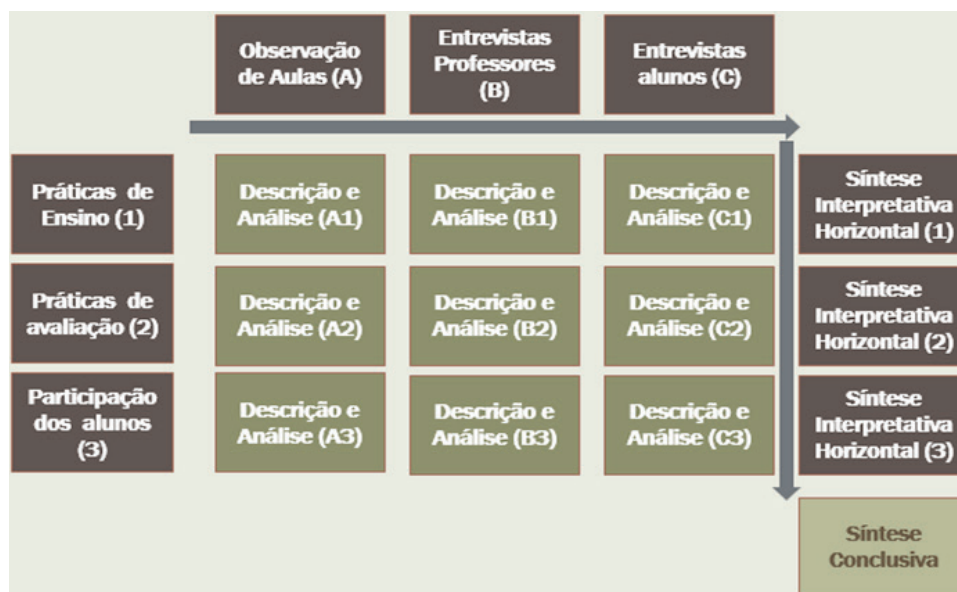 Observação
de Aulas (A)
Entrevistas
Professores
(B)
Entrevistas
alunos (C)
Práticas de
Ensino (1)
Descrição e
Análise (A1)
Descrição e
Análise (B1)
Descrição e
Análise (C1)
Síntese
Interpretativa
Horizontal (1)
Práticas de
avaliação (2)
Descrição e
Análise (A2)
Descrição e
Análise (B2)
Descrição e
Análise (C2)
Síntese
Interpretativa
Horizontal (2)
Participação
dos alunos
(3)
Descrição e
Análise (A3)
Descrição e
Análise (B3)
Descrição e
Análise (C3)
Síntese
Interpretativa
Horizontal (3)
Síntese
Conclusiva